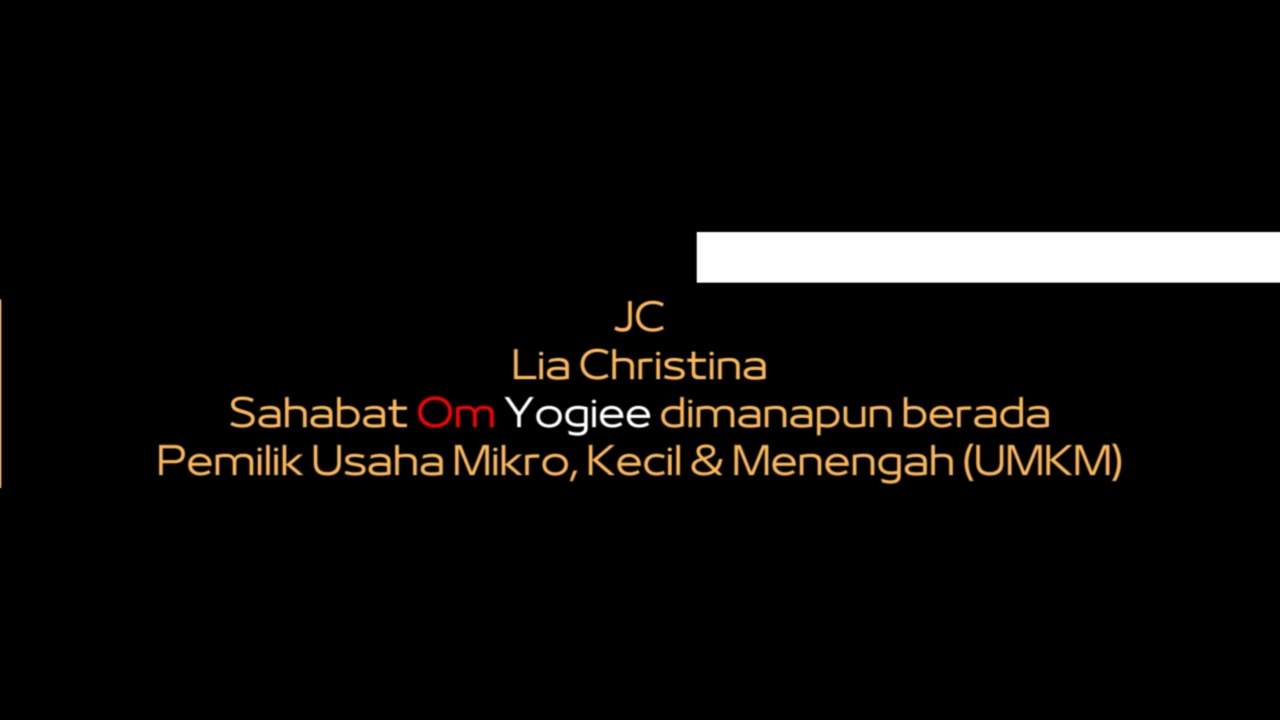 JC
Lia Christina
Sahabat Om Yogiee dimanapun berada
Pemilik Usaha Mikro, Kecil & Menengah (UMKM)